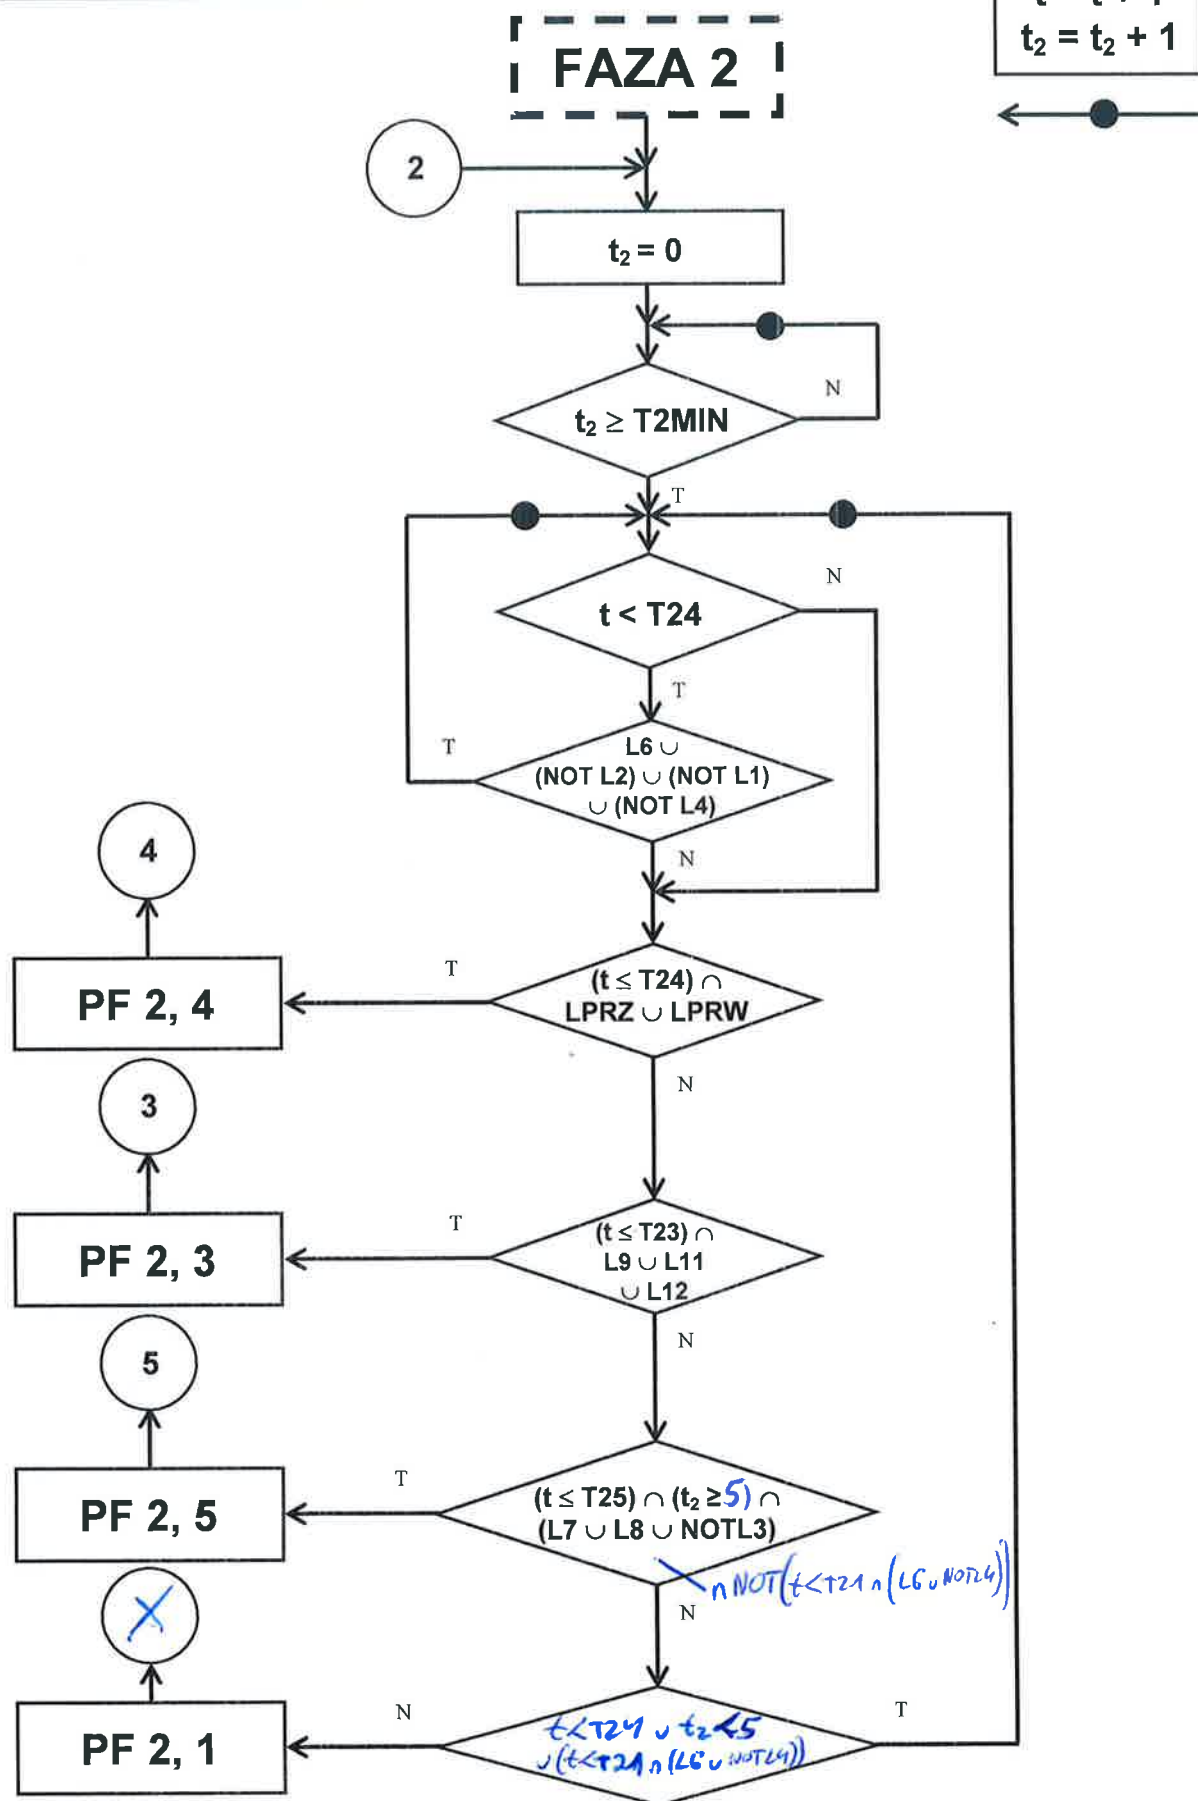 t₂ = t₂ + 1
FAZA 2
2
t₂ = 0
N
t₂ ≥ T2MIN
T
N
t < T24
T
T
L6 ∪
(NOT L2) ∪ (NOT L1)
∪ (NOT L4)
N
4
T
(t ≤ T24) ∩
LPRZ ∪ LPRW
PF 2, 4
N
3
T
(t ≤ T23) ∩
L9 ∪ L11
∪ L12
PF 2, 3
N
5
T
(t ≤ T25) ∩ (t₂ ≥ 5) ∩
(L7 ∪ L8 ∪ NOTL3)
PF 2, 5
∩ NOT(t<T21 ∩ (L6 ∪ NOTL4))
N
X
N
T
t<T24 ∪ t₂<5
∪ (t<T21 ∩ (L6 ∪ NOTL4))
PF 2, 1